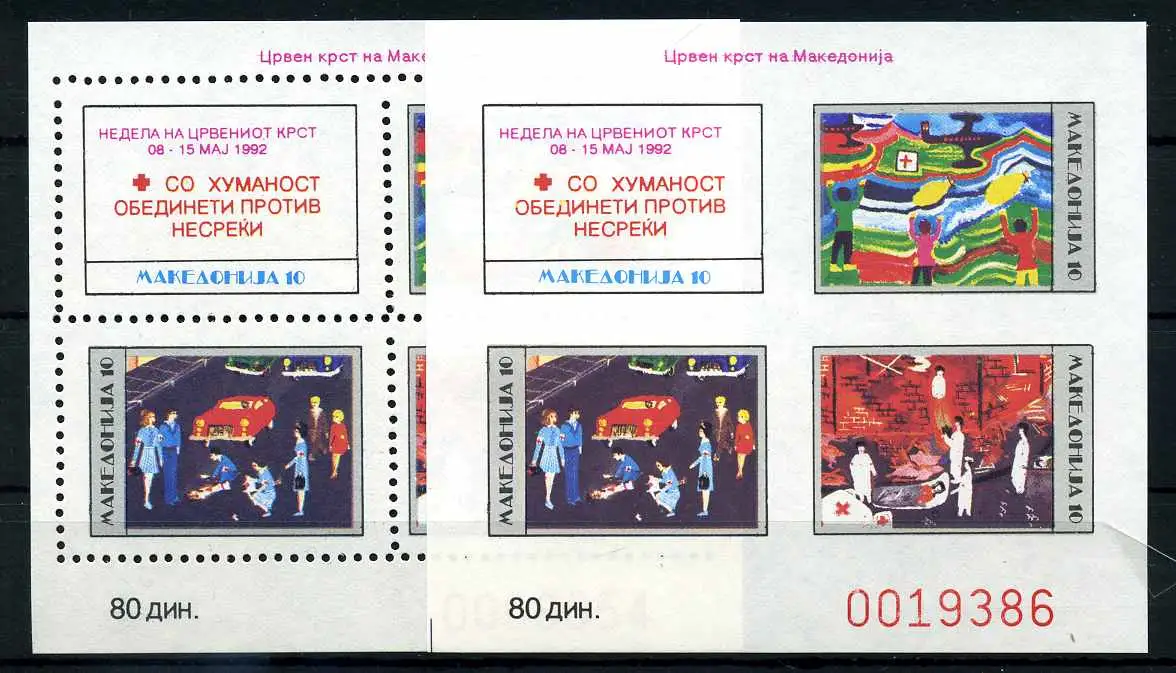 Црвен крст на Маке
НЕДЕЛА НА ЦРВЕНИОТ КРСТ
08 - 15 МАЈ 1992
СО ХУМАНОСТ
ОБЕДИНЕТИ ПРОТИВ
НЕСРЕЌИ
МАКЕДОНИЈА 10
МАКЕДОНИЈА 10
80 дин.
Црвен крст на Македонија
НЕДЕЛА НА ЦРВЕНИОТ КРСТ
08 - 15 МАЈ 1992
СО ХУМАНОСТ
ОБЕДИНЕТИ ПРОТИВ
НЕСРЕЌИ
МАКЕДОНИЈА 10
МАКЕДОНИЈА 10
МАКЕДОНИЈА 10
МАКЕДОНИЈА 10
80 дин.
0019386